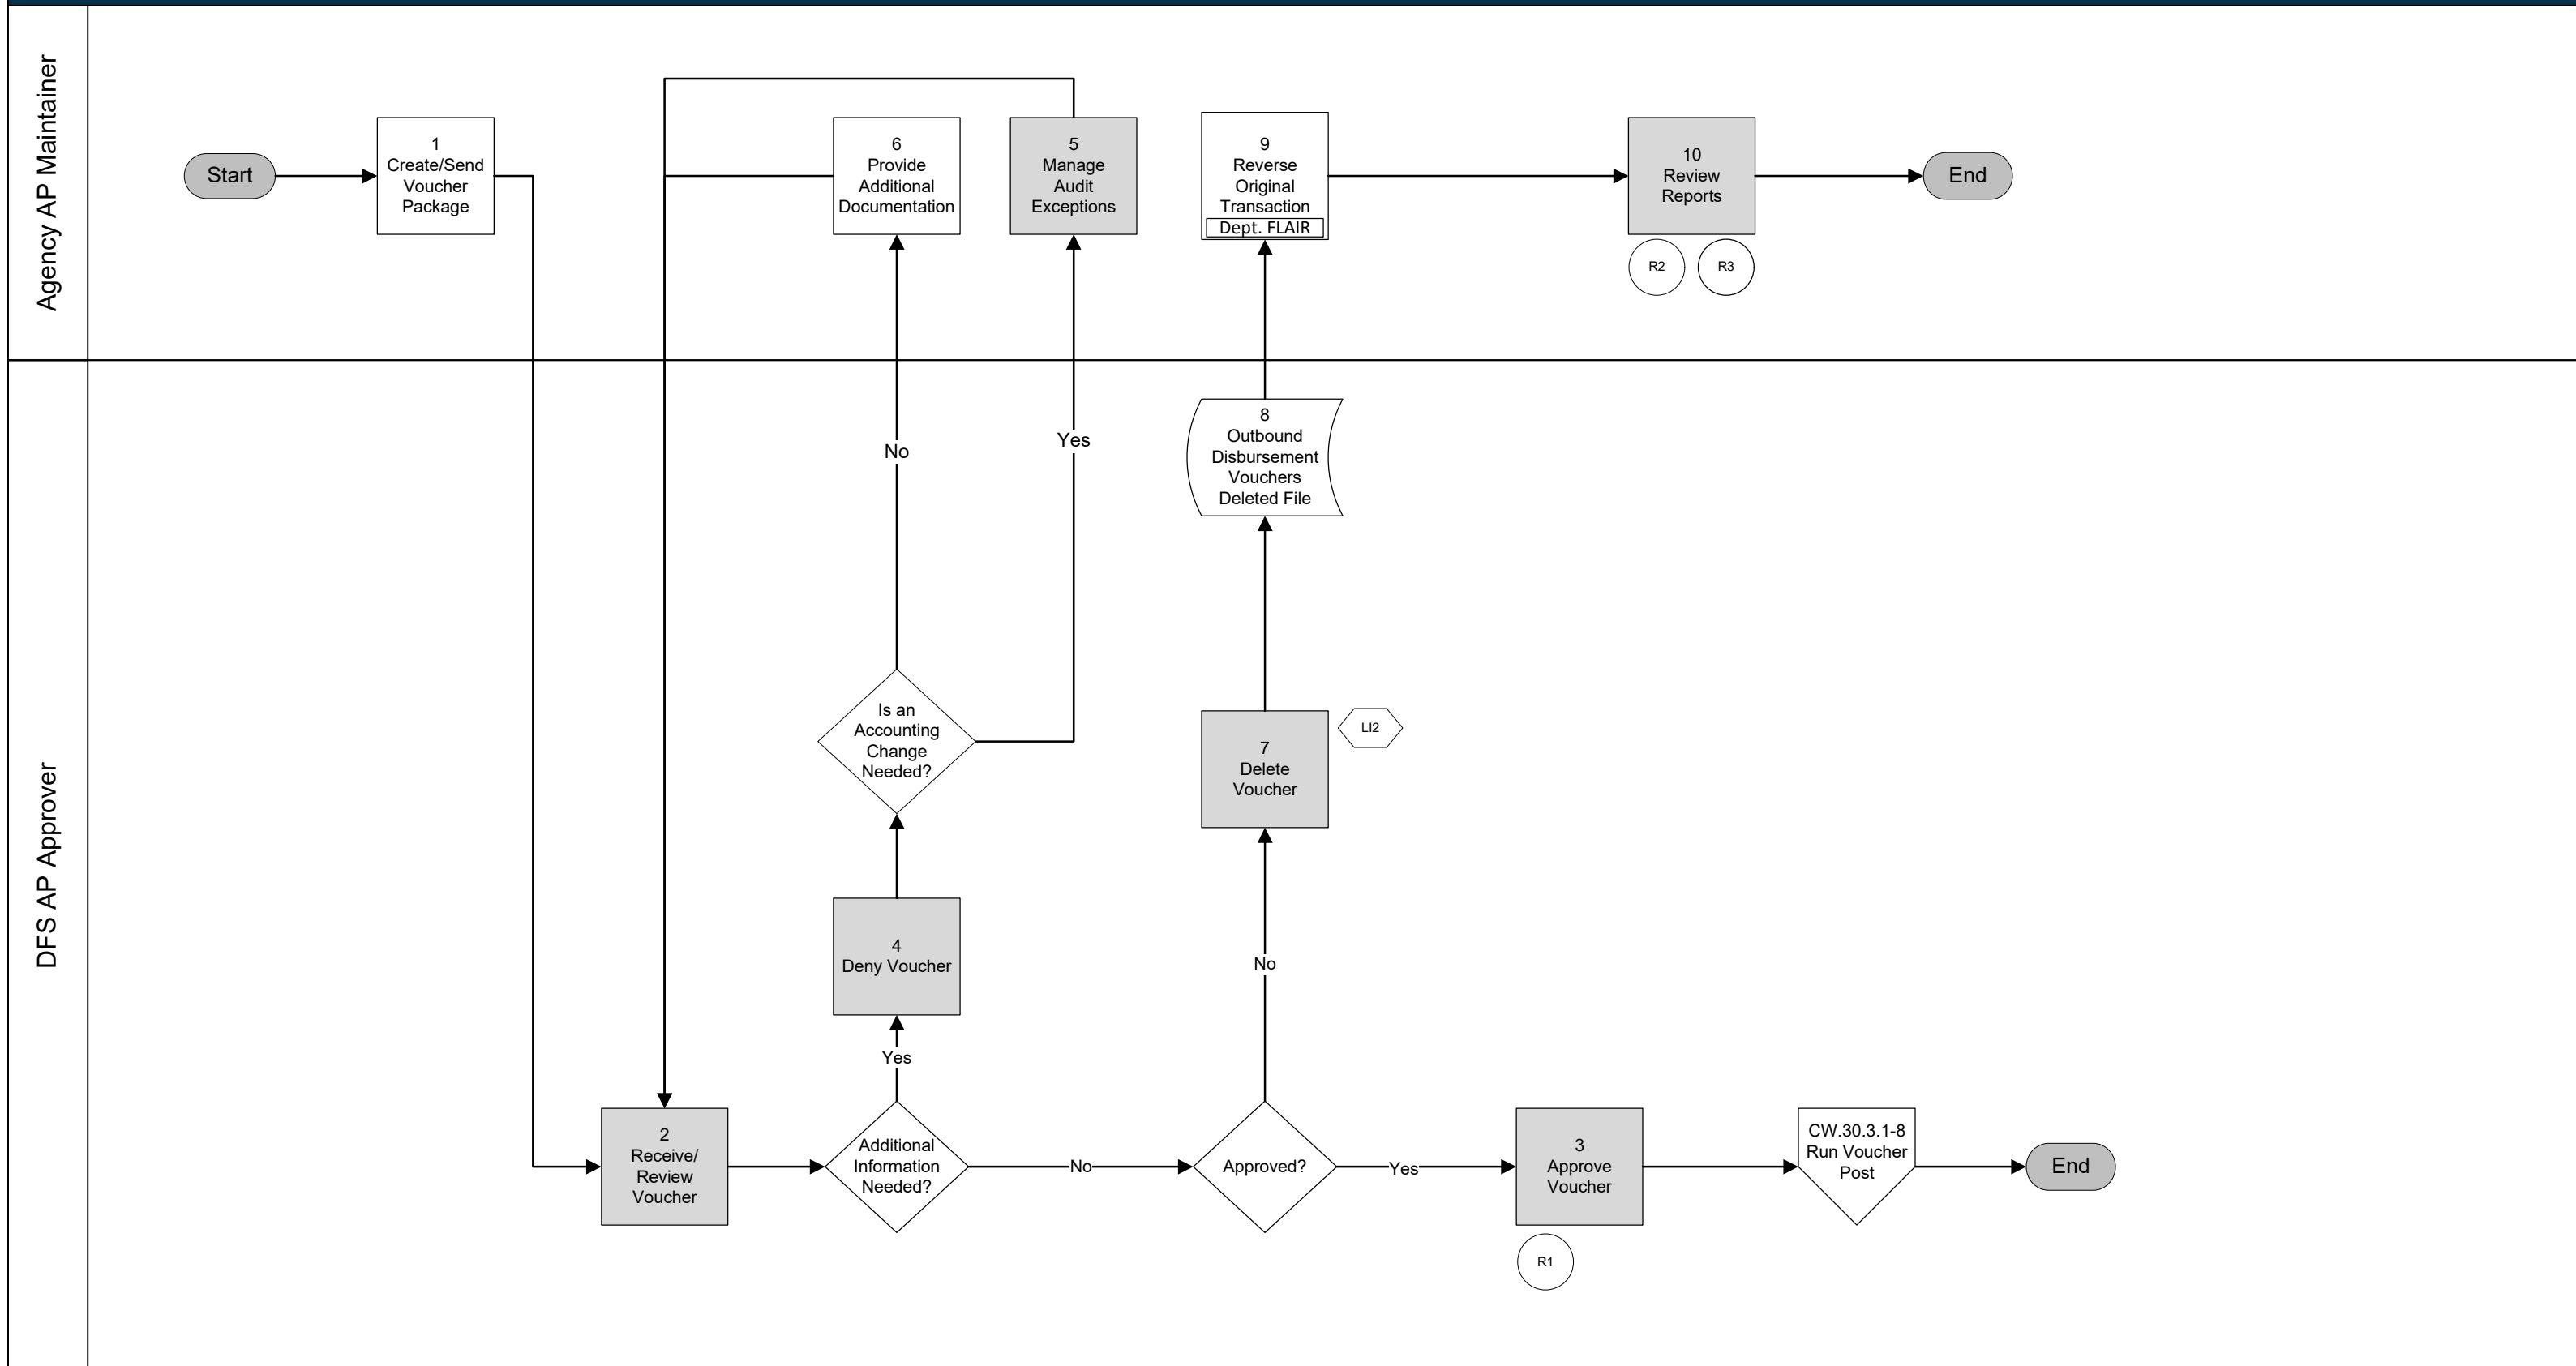 Agency AP Maintainer
Start
1
Create/Send
Voucher
Package
6
Provide
Additional
Documentation
5
Manage
Audit
Exceptions
9
Reverse
Original
Transaction
Dept. FLAIR
10
Review
Reports
R2
R3
End
DFS AP Approver
No
Yes
8
Outbound
Disbursement
Vouchers
Deleted File
Is an
Accounting
Change
Needed?
7
Delete
Voucher
LI2
4
Deny Voucher
No
Yes
2
Receive/
Review
Voucher
Additional
Information
Needed?
No
Approved?
Yes
3
Approve
Voucher
R1
CW.30.3.1-8
Run Voucher
Post
End